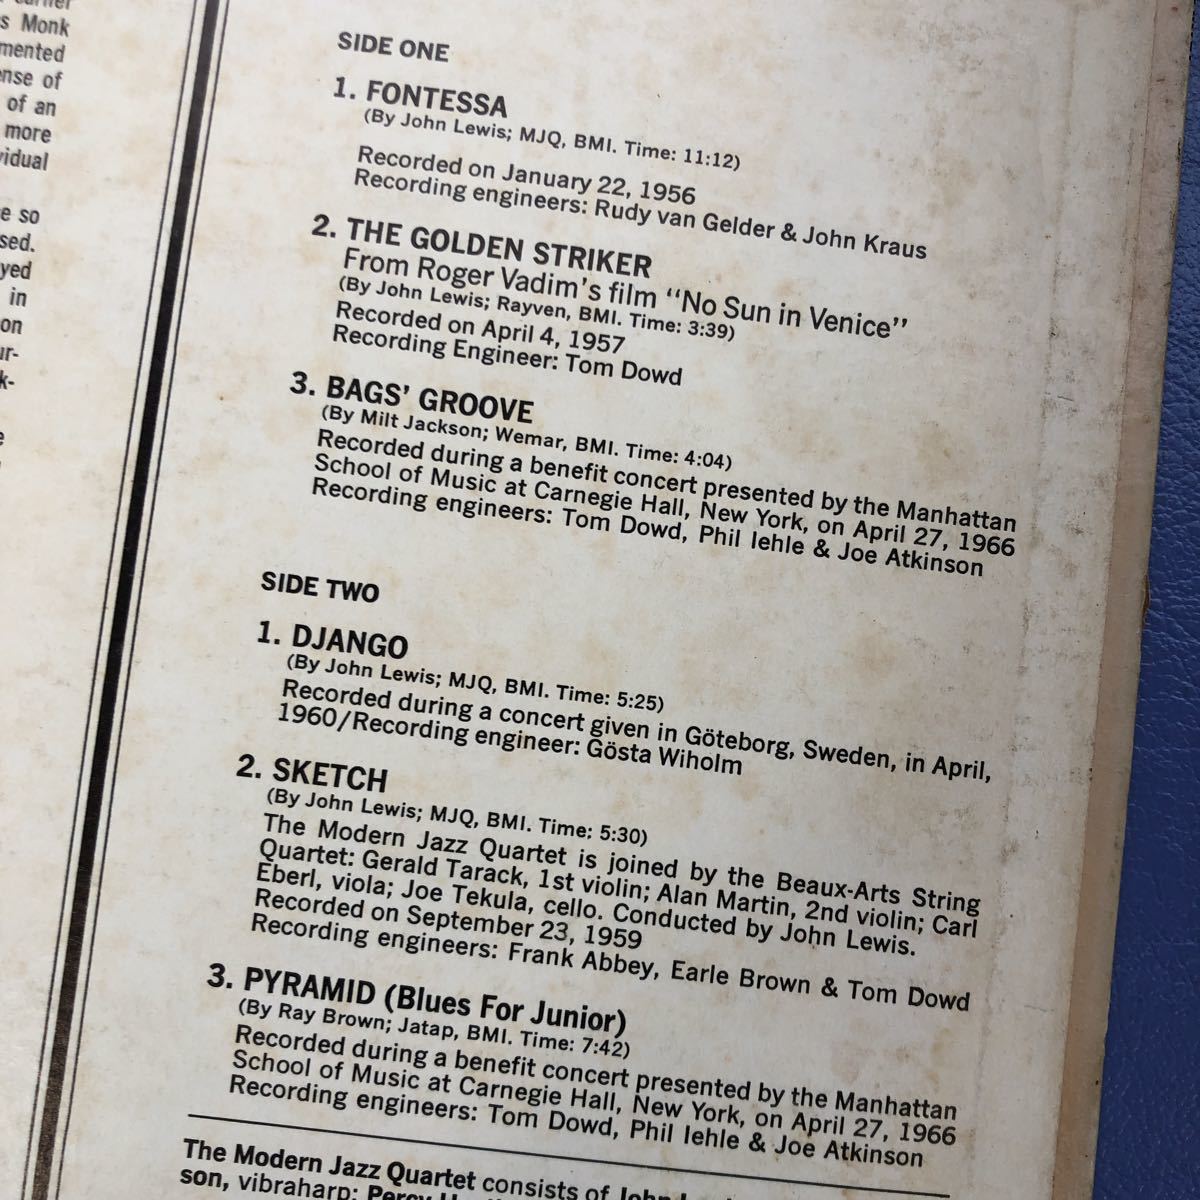 s Monk
mented
ense of
of an
more
vidual
e so
sed.
yed
in
on
ur-
k-
SIDE ONE
1. FONTESSA
(By John Lewis; MJQ, BMI. Time: 11:12)
Recorded on January 22, 1956
Recording engineers: Rudy van Gelder & John Kraus
2. THE GOLDEN STRIKER
From Roger Vadim's film "No Sun in Venice"
(By John Lewis; Rayven, BMI. Time: 3:39)
Recorded on April 4, 1957
Recording Engineer: Tom Dowd
3. BAGS' GROOVE
(By Milt Jackson; Wemar, BMI. Time: 4:04)
Recorded during a benefit concert presented by the Manhattan
School of Music at Carnegie Hall, New York, on April 27, 1966
Recording engineers: Tom Dowd, Phil Iehle & Joe Atkinson
SIDE TWO
1. DJANGO
(By John Lewis; MJQ, BMI. Time: 5:25)
Recorded during a concert given in Göteborg, Sweden, in April,
1960/Recording engineer: Gösta Wiholm
2. SKETCH
(By John Lewis; MJQ, BMI. Time: 5:30)
The Modern Jazz Quartet is joined by the Beaux-Arts String
Quartet: Gerald Tarack, 1st violin; Alan Martin, 2nd violin; Carl
Eberl, viola; Joe Tekula, cello. Conducted by John Lewis.
Recorded on September 23, 1959
Recording engineers: Frank Abbey, Earle Brown & Tom Dowd
3. PYRAMID (Blues For Junior)
(By Ray Brown; Jatap, BMI. Time: 7:42)
Recorded during a benefit concert presented by the Manhattan
School of Music at Carnegie Hall, New York, on April 27, 1966
Recording engineers: Tom Dowd, Phil Iehle & Joe Atkinson
The Modern Jazz Quartet consists of John
son, vibraharp; Percy